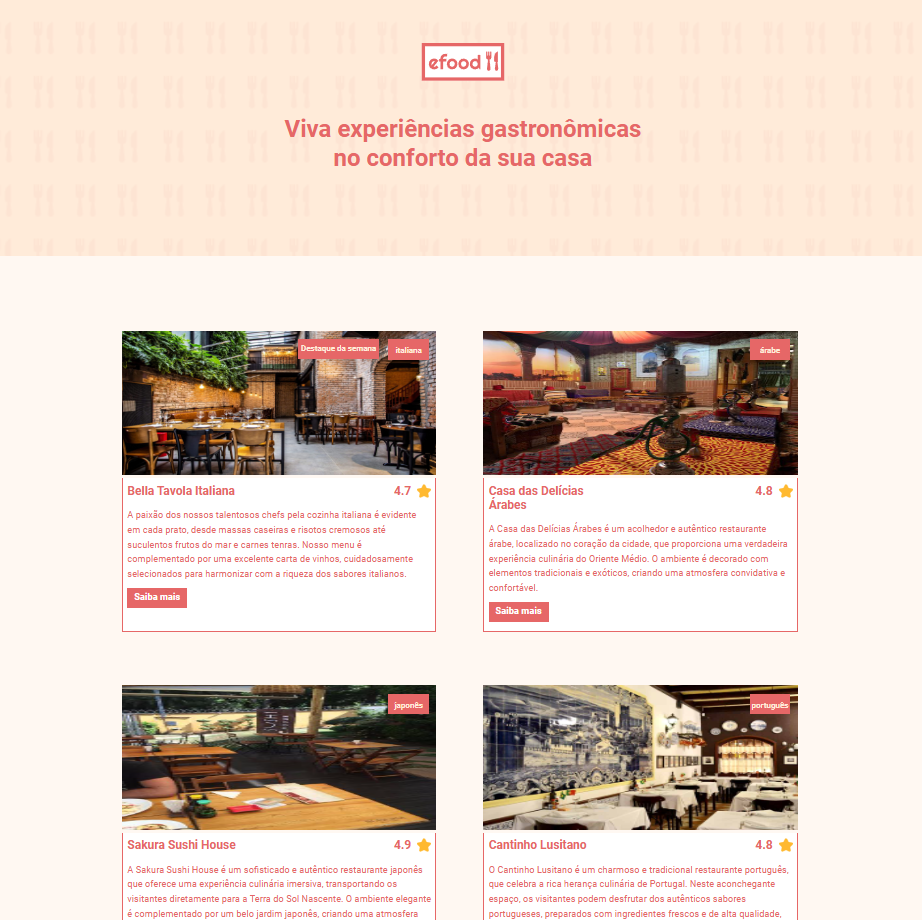 efood
Viva experiências gastronômicas
no conforto da sua casa
Destaque da semana
italiana
Bella Tavola Italiana
4.7
A paixão dos nossos talentosos chefs pela cozinha italiana é evidente
em cada prato, desde massas caseiras e risotos cremosos até
suculentos frutos do mar e carnes tenras. Nosso menu é
complementado por uma excelente carta de vinhos, cuidadosamente
selecionados para harmonizar com a riqueza dos sabores italianos.
Saiba mais
árabe
Casa das Delícias
Árabes
4.8
A Casa das Delícias Árabes é um acolhedor e autêntico restaurante
árabe, localizado no coração da cidade, que proporciona uma verdadeira
experiência culinária do Oriente Médio. O ambiente é decorado com
elementos tradicionais e exóticos, criando uma atmosfera convidativa e
confortável.
Saiba mais
japonês
Sakura Sushi House
4.9
A Sakura Sushi House é um sofisticado e autêntico restaurante japonês
que oferece uma experiência culinária imersiva, transportando os
visitantes diretamente para a Terra do Sol Nascente. O ambiente elegante
é complementado por um belo jardim japonês, criando uma atmosfera
português
Cantinho Lusitano
4.8
O Cantinho Lusitano é um charmoso e tradicional restaurante português,
que celebra a rica herança culinária de Portugal. Neste aconchegante
espaço, os visitantes podem desfrutar dos autênticos sabores
portugueses, preparados com ingredientes frescos e de alta qualidade,